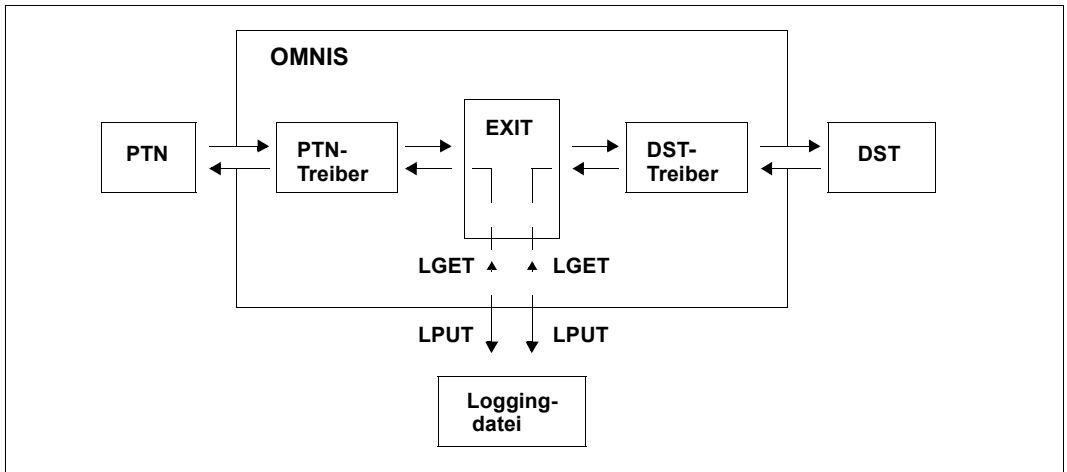 OMNIS
PTN
PTN-
Treiber
EXIT
DST-
Treiber
DST
LGET LGET
LPUT LPUT
Logging-
datei